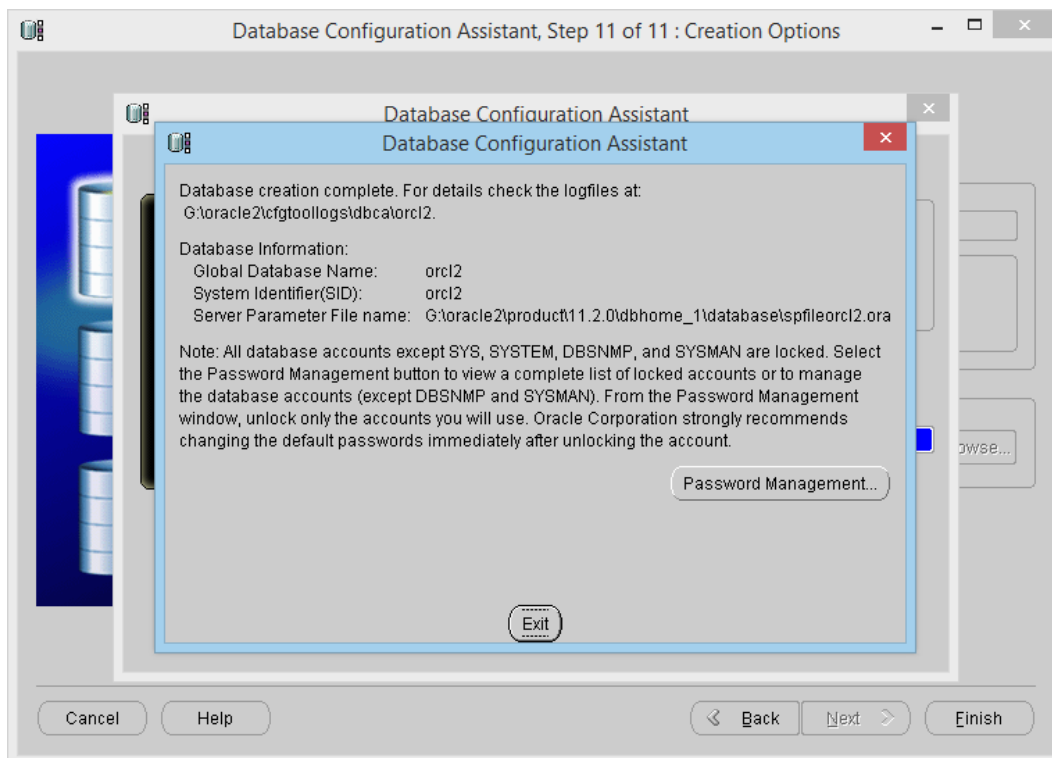 Database Configuration Assistant, Step 11 of 11 : Creation Options
Database Configuration Assistant
Database Configuration Assistant
Database creation complete. For details check the logfiles at:
G:\oracle2\cfgtoollogs\dbca\orcl2.
Database Information:
Global Database Name: orcl2
System Identifier(SID): orcl2
Server Parameter File name: G:\oracle2\product\11.2.0\dbhome_1\database\spfileorcl2.ora
Note: All database accounts except SYS, SYSTEM, DBSNMP, and SYSMAN are locked. Select
the Password Management button to view a complete list of locked accounts or to manage
the database accounts (except DBSNMP and SYSMAN). From the Password Management
window, unlock only the accounts you will use. Oracle Corporation strongly recommends
changing the default passwords immediately after unlocking the account.
Password Management...
Exit
Cancel Help Back Next Finish